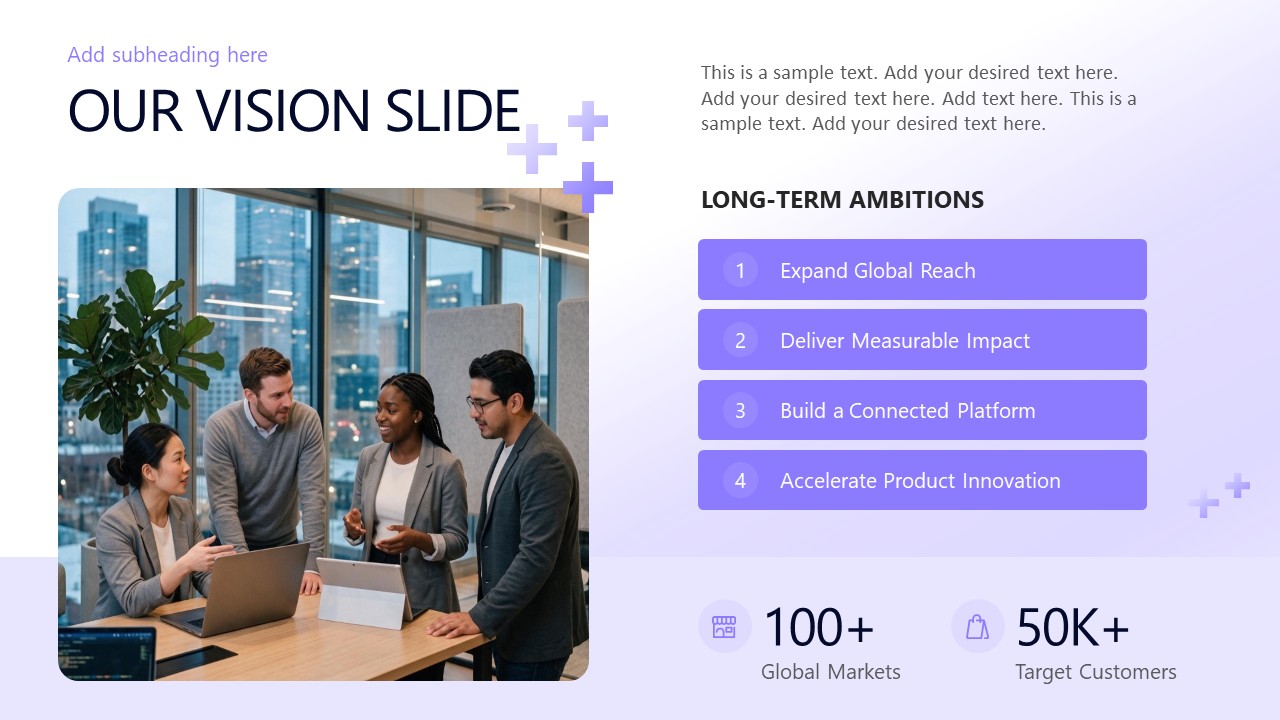 Add subheading here
OUR VISION SLIDE
This is a sample text. Add your desired text here.
Add your desired text here. Add text here. This is a
sample text. Add your desired text here.
LONG-TERM AMBITIONS
1 Expand Global Reach
2 Deliver Measurable Impact
3 Build a Connected Platform
4 Accelerate Product Innovation
100+
Global Markets
50K+
Target Customers